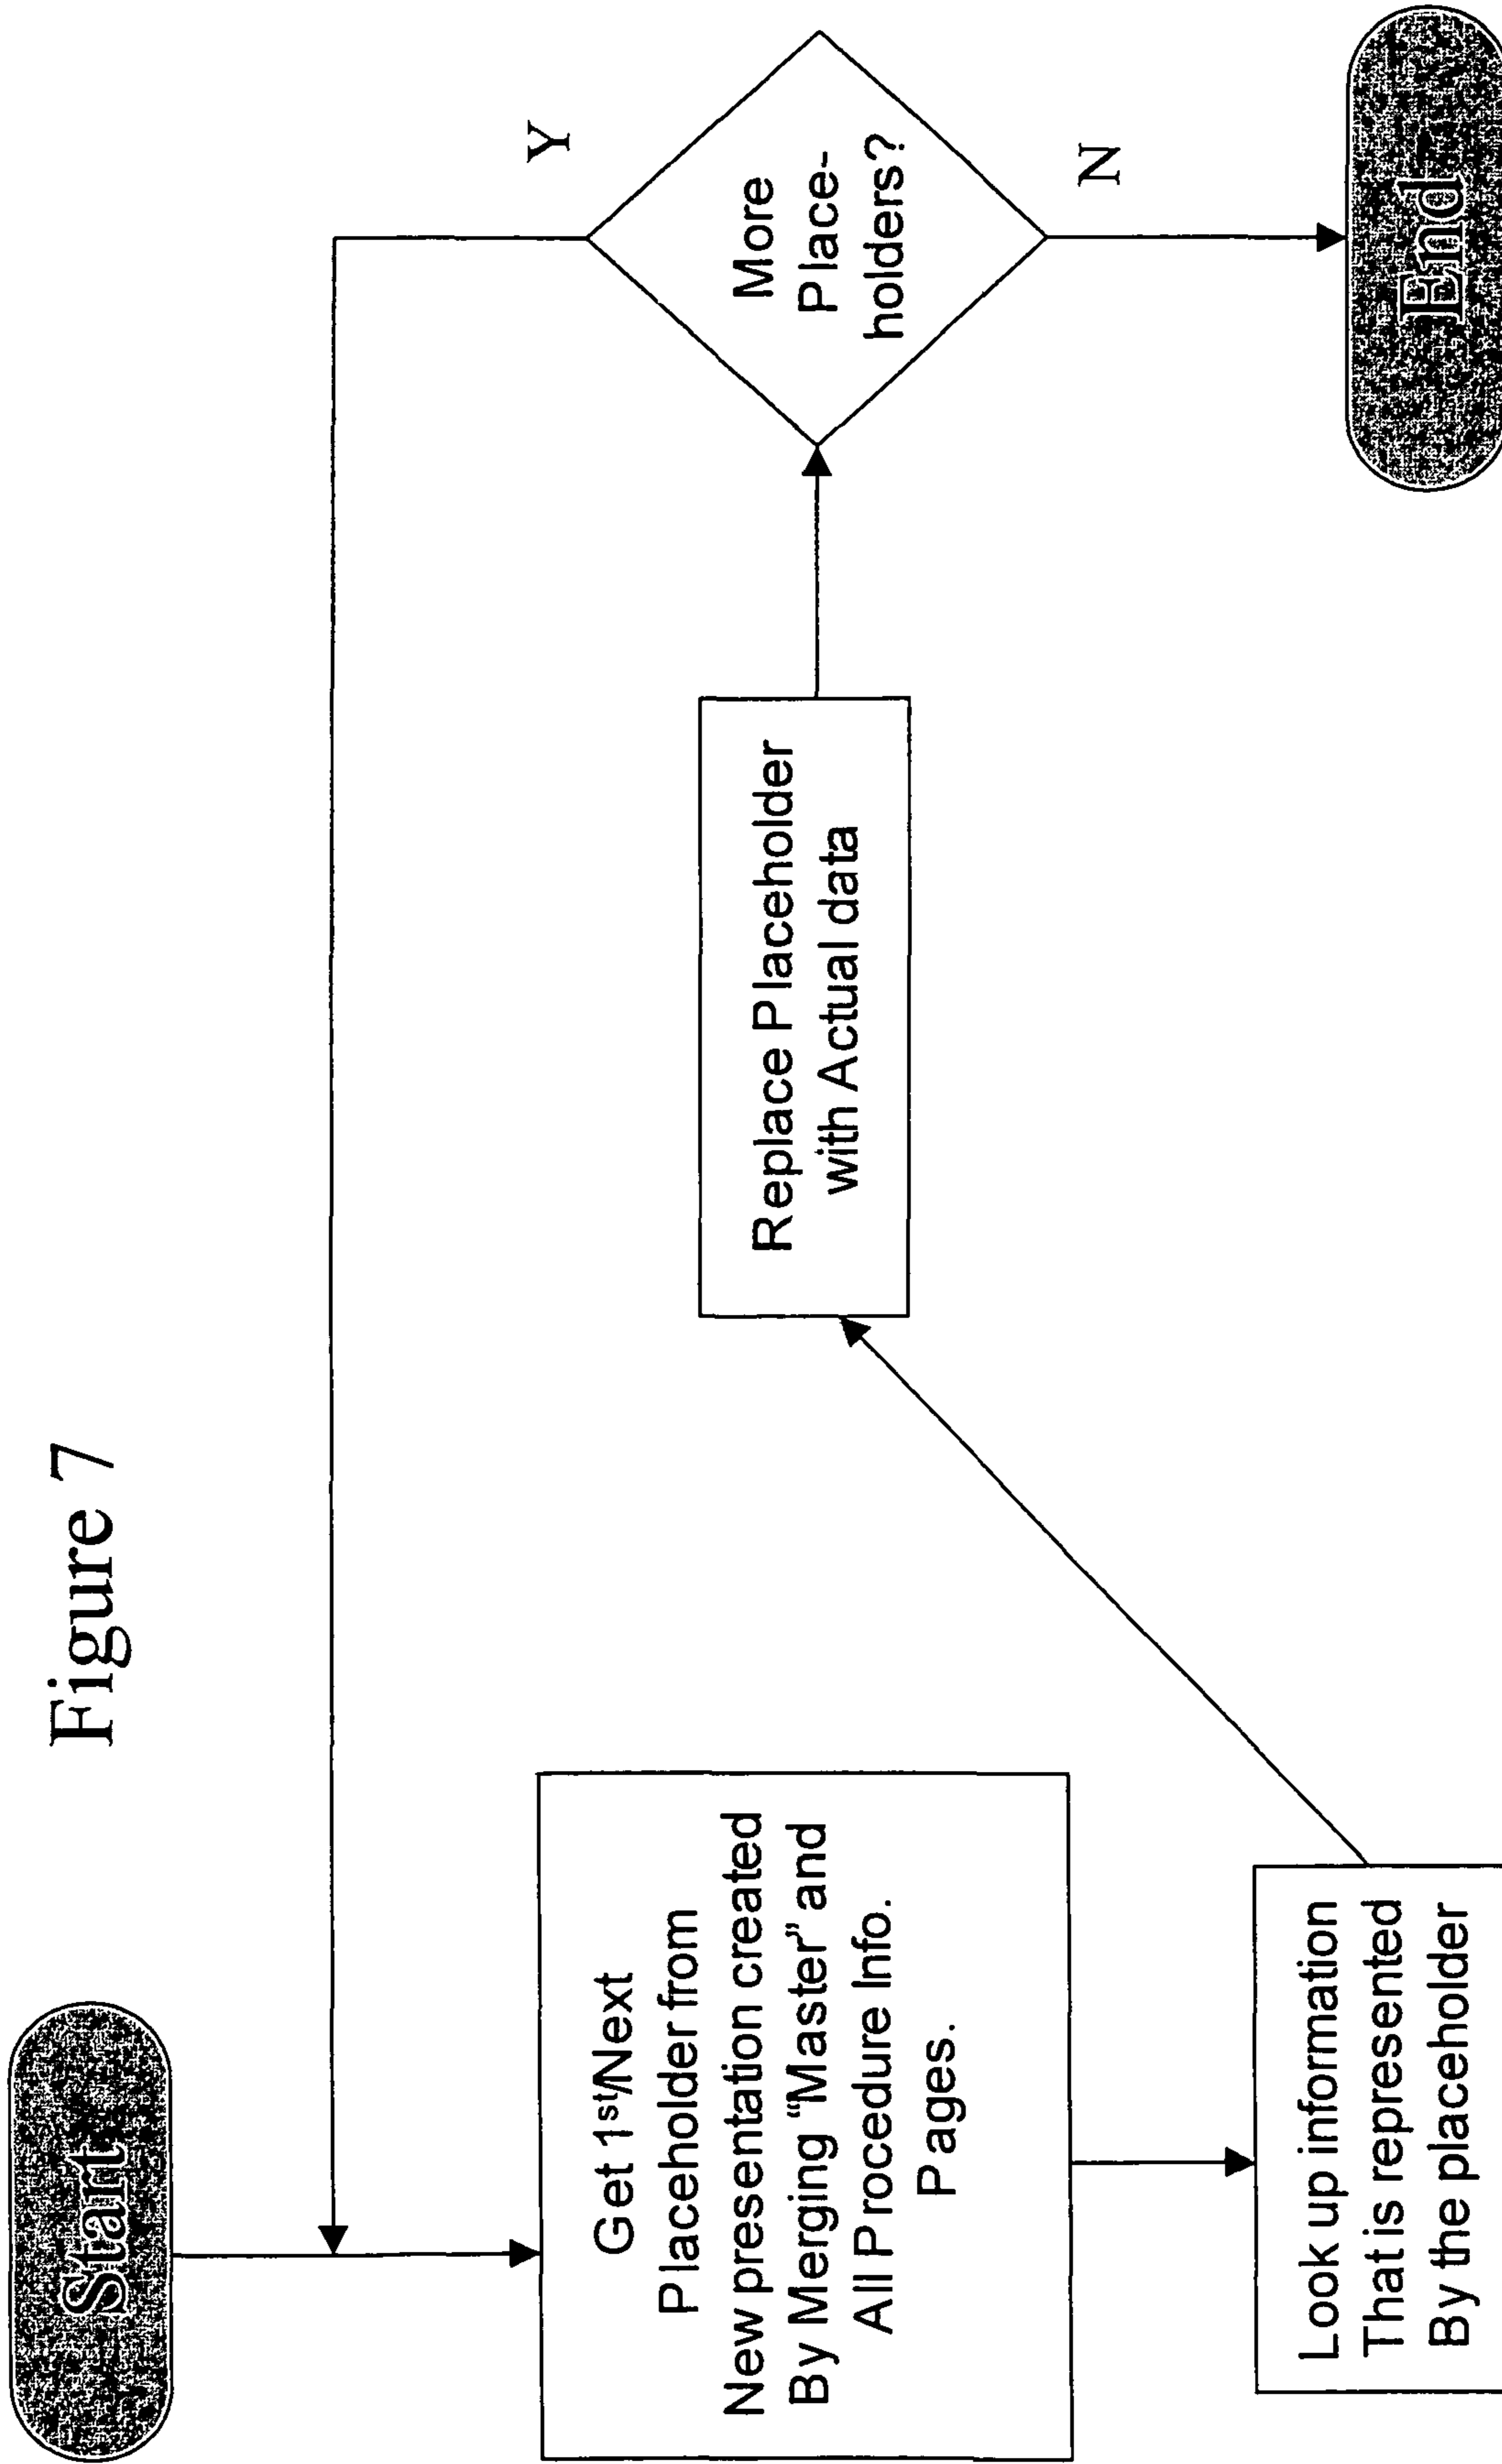 Figure 7
Start
Get 1st/Next
Placeholder from
New presentation created
By Merging “Master” and
All Procedure Info.
Pages.
Look up information
That is represented
By the placeholder
Replace Placeholder
with Actual data
More
Place-
holders?
Y
N
End